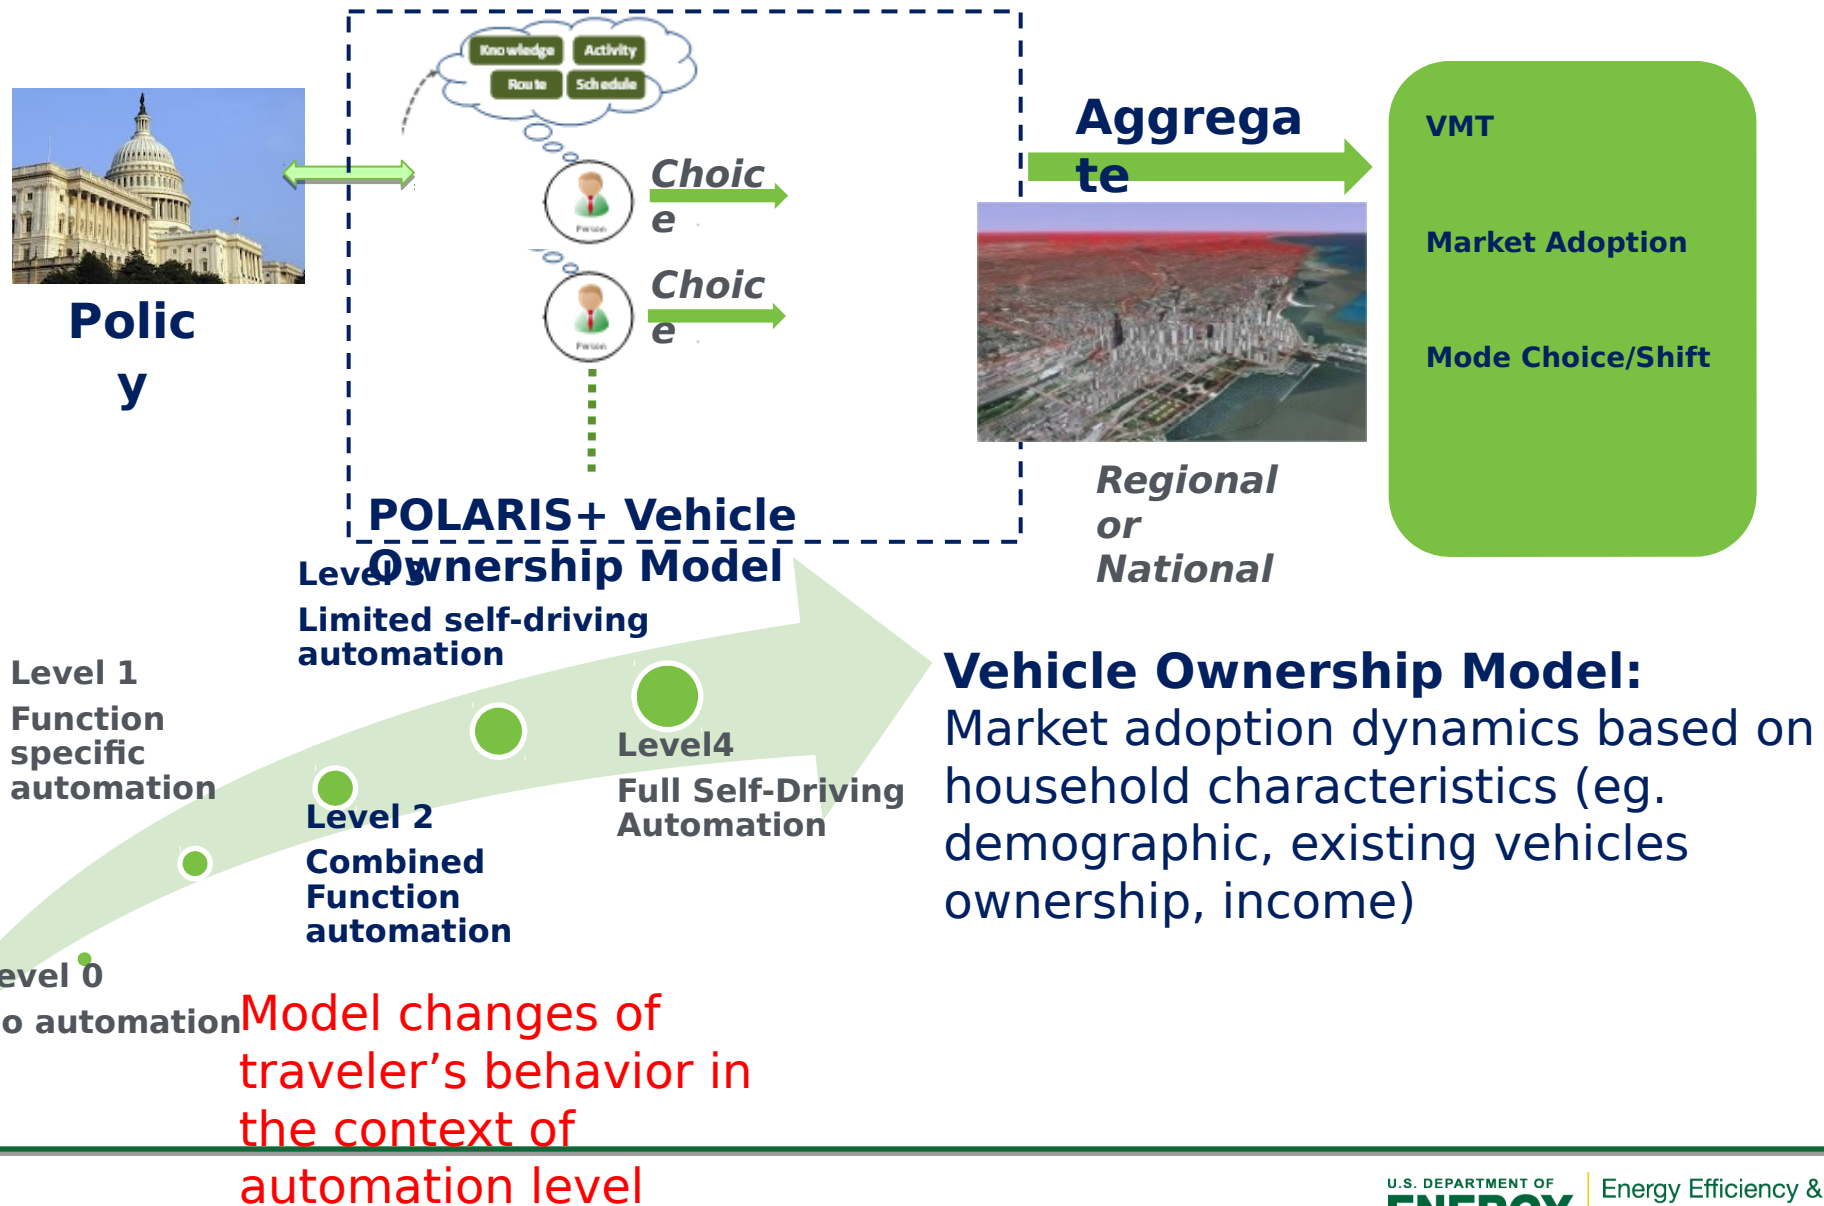 Knowledge
Activity
Route
Schedule
Person
Choic
e
Person
Choic
e
Polic
y
POLARIS+ Vehicle
Ownership Model
Aggrega
te
Regional
or
National
VMT
Market Adoption
Mode Choice/Shift
Level 3
Limited self-driving
automation
Level 1
Function
specific
automation
Level4
Full Self-Driving
Automation
Level 2
Combined
Function
automation
evel 0
o automation
Vehicle Ownership Model:
Market adoption dynamics based on
household characteristics (eg.
demographic, existing vehicles
ownership, income)
Model changes of
traveler’s behavior in
the context of
automation level
U.S. DEPARTMENT OF
ENERGY
Energy Efficiency &